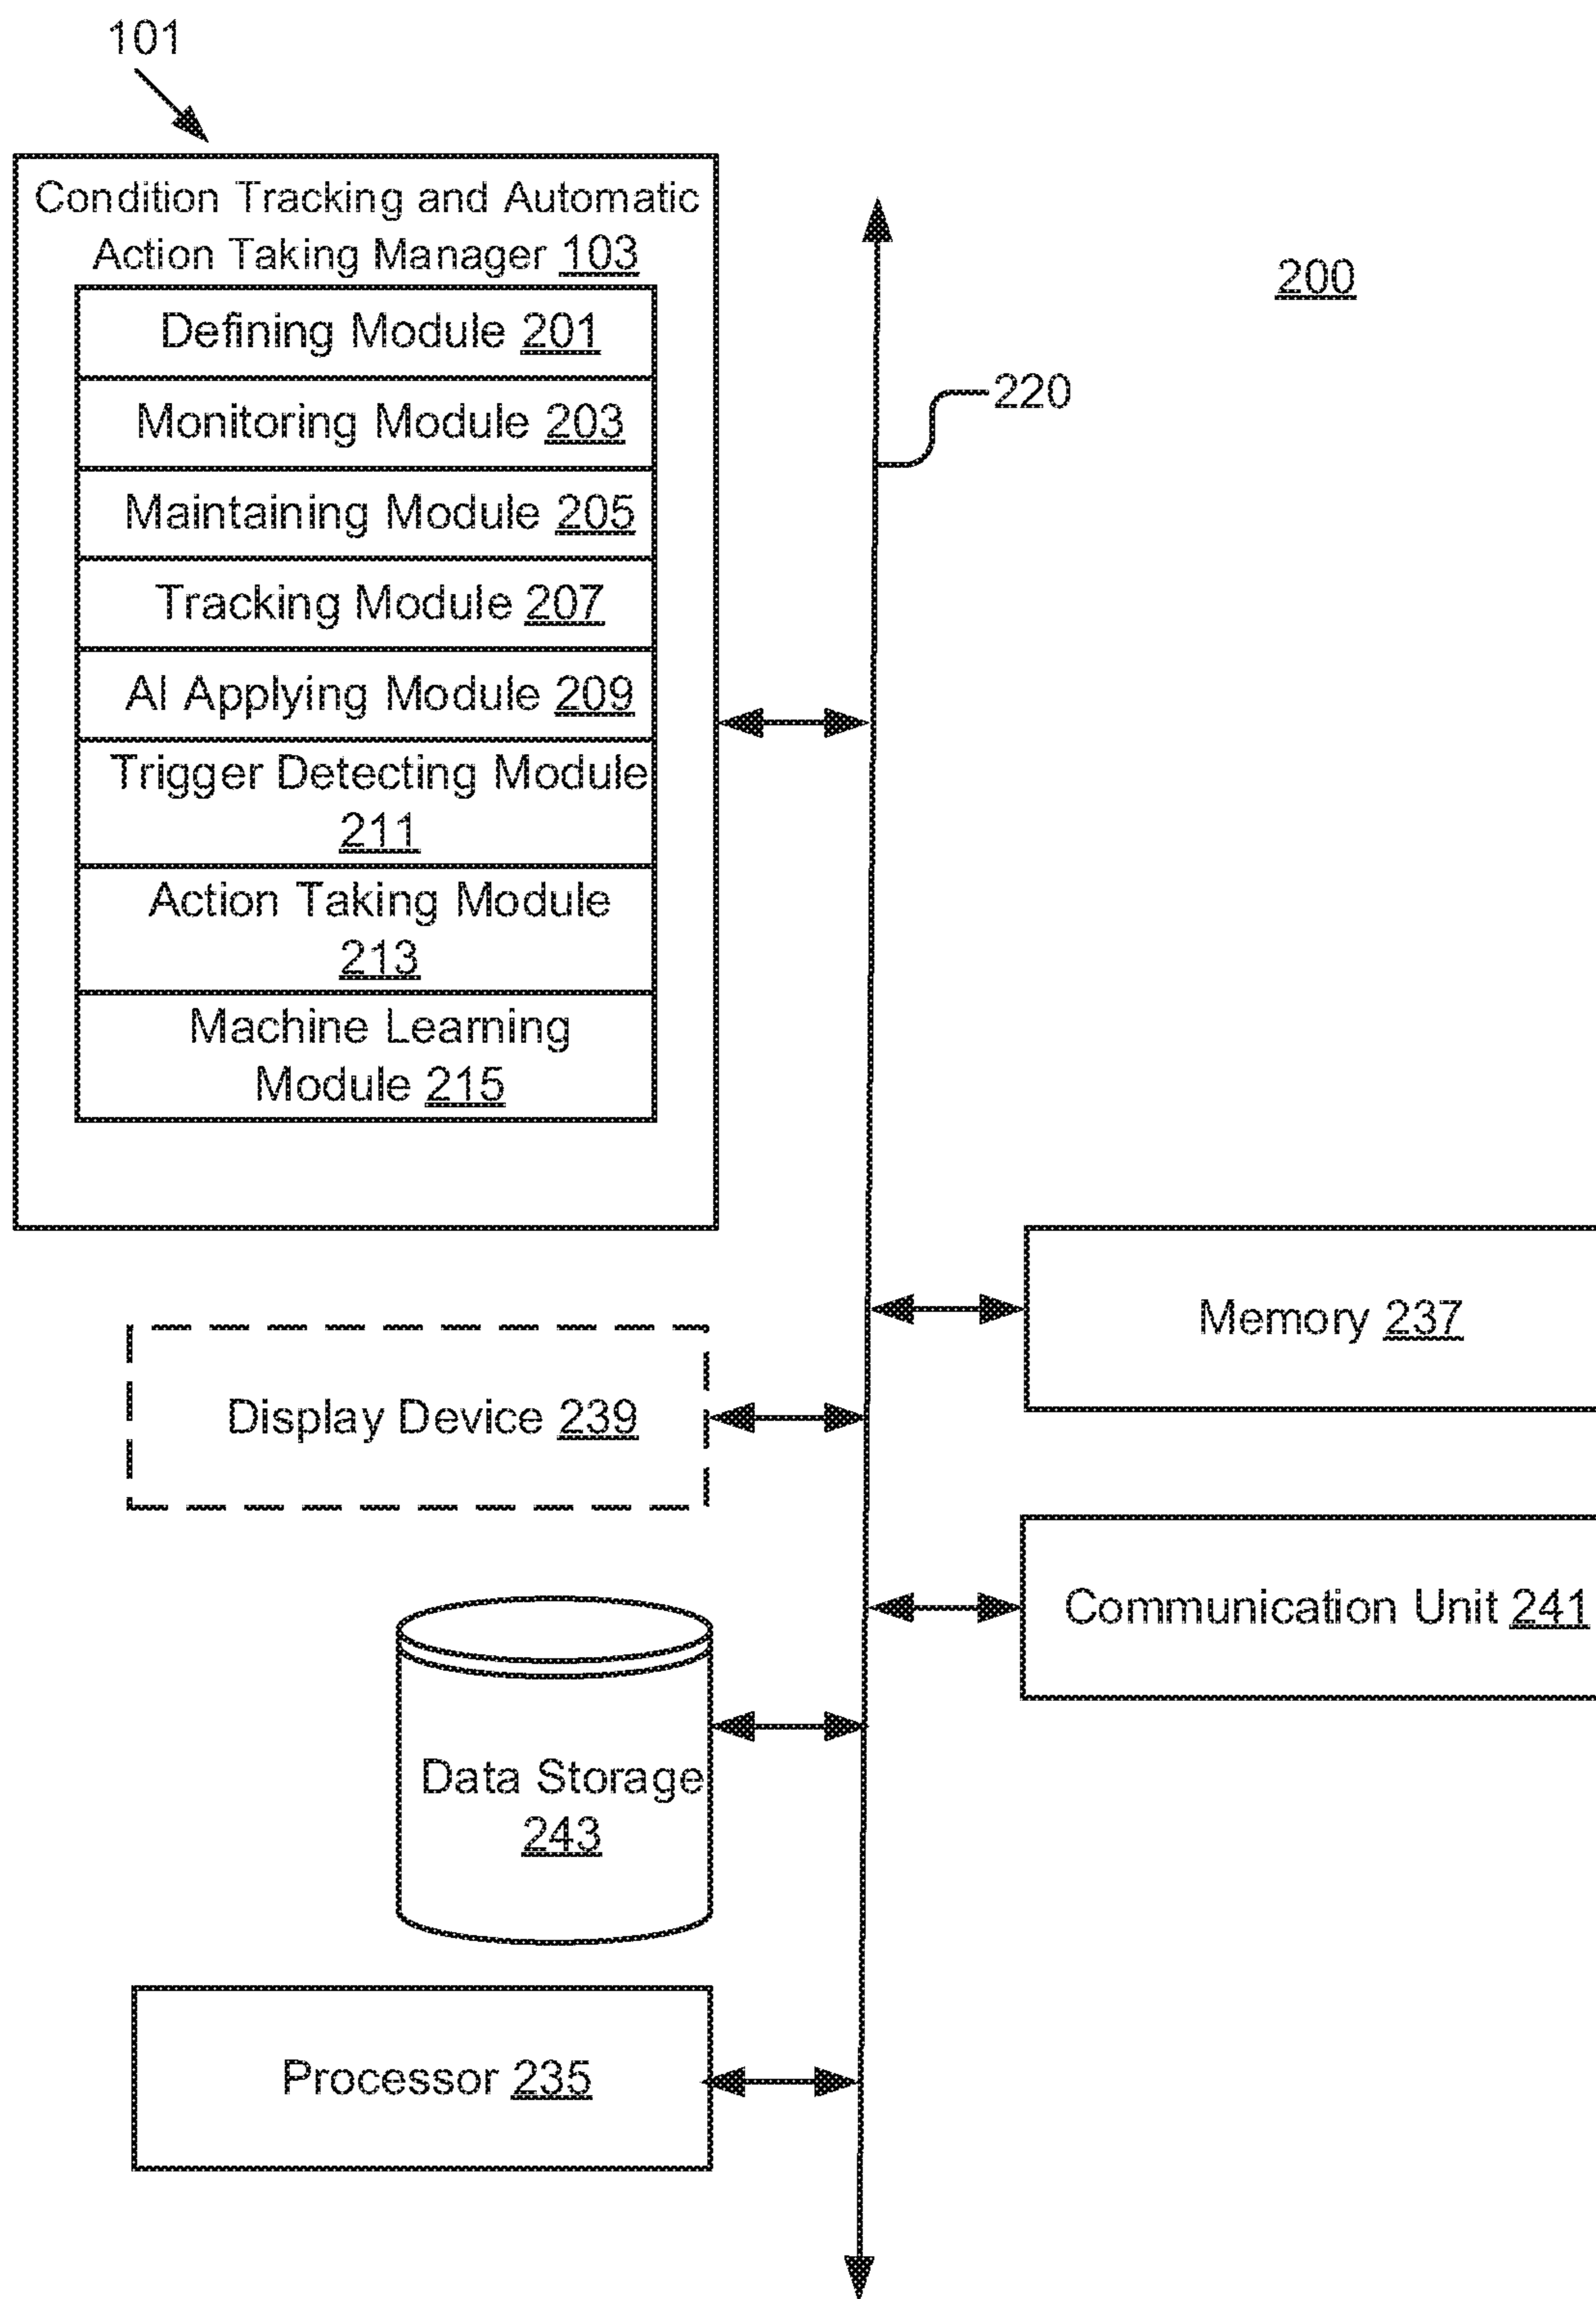 101
Condition Tracking and Automatic
Action Taking Manager 103
200
Defining Module 201
220
Monitoring Module 203
Maintaining Module 205
Tracking Module 207
AI Applying Module 209
Trigger Detecting Module
211
Action Taking Module
213
Machine Learning
Module 215
Memory 237
Display Device 239
Communication Unit 241
Data Storage
243
Processor 235